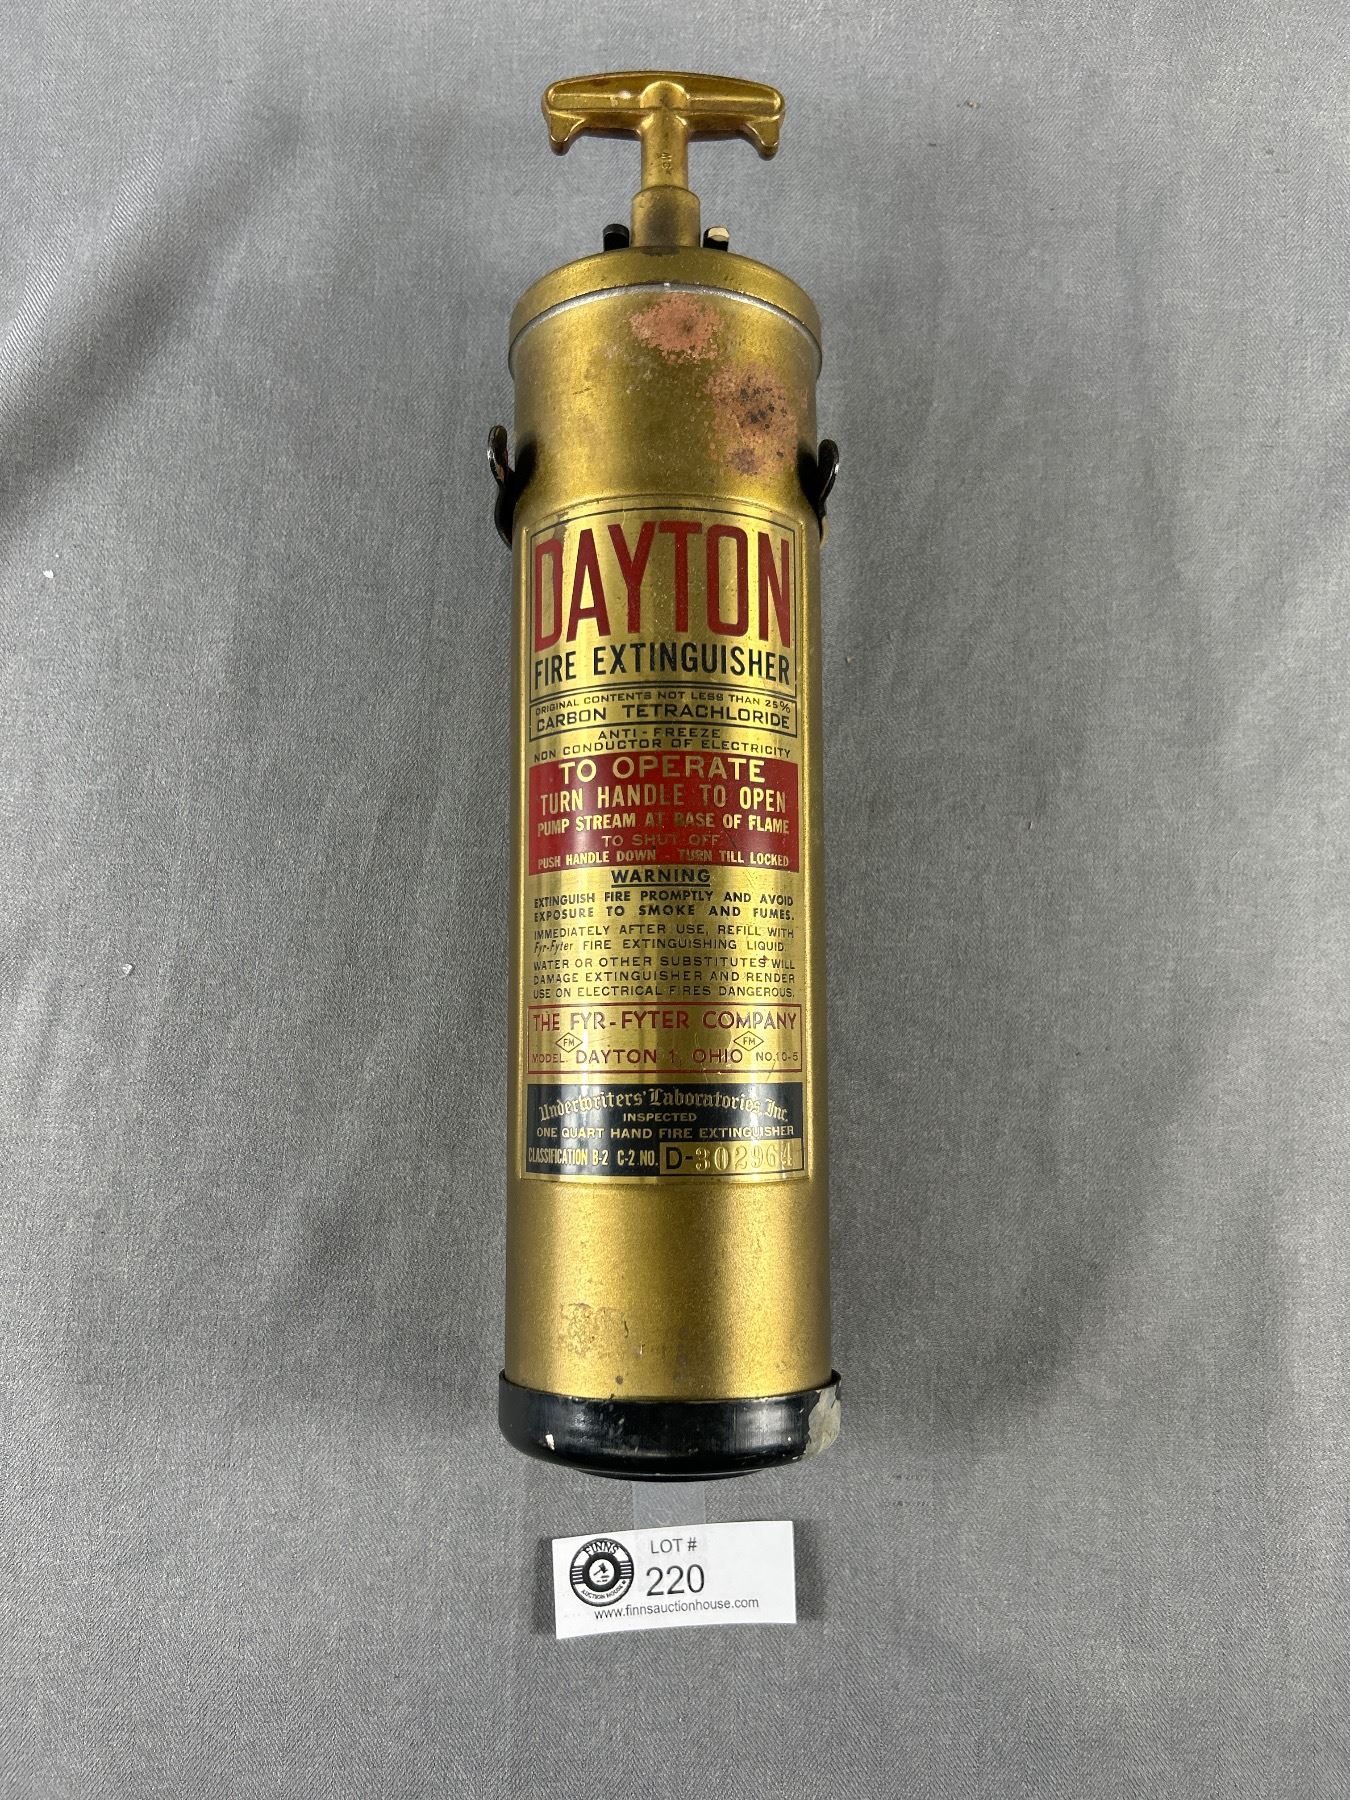 DAYTON
FIRE EXTINGUISHER
ORIGINAL CONTENTS NOT LESS THAN 25%
CARBON TETRACHLORIDE
ANTI-FREEZE
NON CONDUCTOR OF ELECTRICITY
TO OPERATE
TURN HANDLE TO OPEN
PUMP STREAM AT BASE OF FLAME
TO SHUT OFF
PUSH HANDLE DOWN - TURN TILL LOCKED
WARNING
EXTINGUISH FIRE PROMPTLY AND AVOID
EXPOSURE TO SMOKE AND FUMES.
IMMEDIATELY AFTER USE, REFILL WITH
Fyr-Fyter FIRE EXTINGUISHING LIQUID.
WATER OR OTHER SUBSTITUTES WILL
DAMAGE EXTINGUISHER AND RENDER
USE ON ELECTRICAL FIRES DANGEROUS.
THE FYR-FYTER COMPANY
FM FM
MODEL DAYTON 1, OHIO NO.10-5
Underwriters' Laboratories, Inc.
INSPECTED
ONE QUART HAND FIRE EXTINGUISHER
CLASSIFICATION B-2 C-2 NO. D-302964
FINNS
AUCTION HOUSE
LOT #
220
www.finnsauctionhouse.com